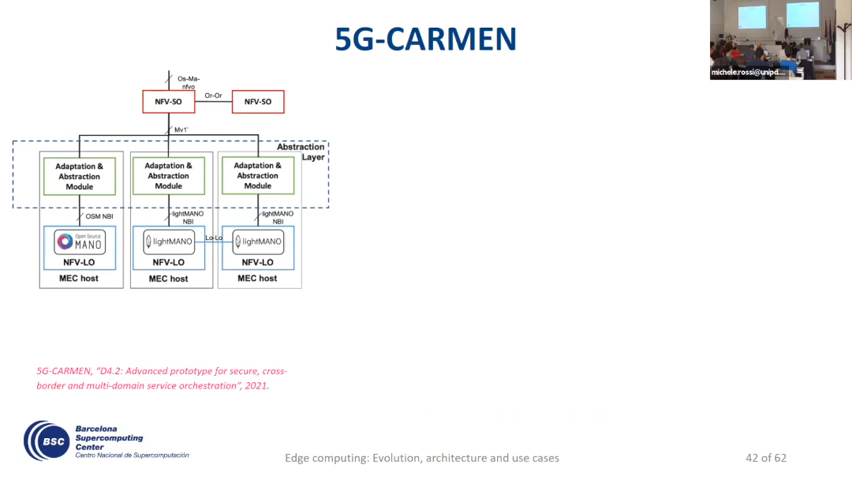 5G-CARMEN
michele.rossi@unipd....
Os-Ma-
nfvo
NFV-SO
Or-Or
NFV-SO
Mv1'
Abstraction
Layer
Adaptation &
Abstraction
Module
Adaptation &
Abstraction
Module
Adaptation &
Abstraction
Module
OSM NBI
lightMANO
NBI
lightMANO
NBI
Open Source
MANO
lightMANO
Lo-Lo
lightMANO
NFV-LO
NFV-LO
NFV-LO
MEC host
MEC host
MEC host
5G-CARMEN, "D4.2: Advanced prototype for secure, cross-
border and multi-domain service orchestration", 2021.
BSC
Barcelona
Supercomputing
Center
Centro Nacional de Supercomputación
Edge computing: Evolution, architecture and use cases
42 of 62